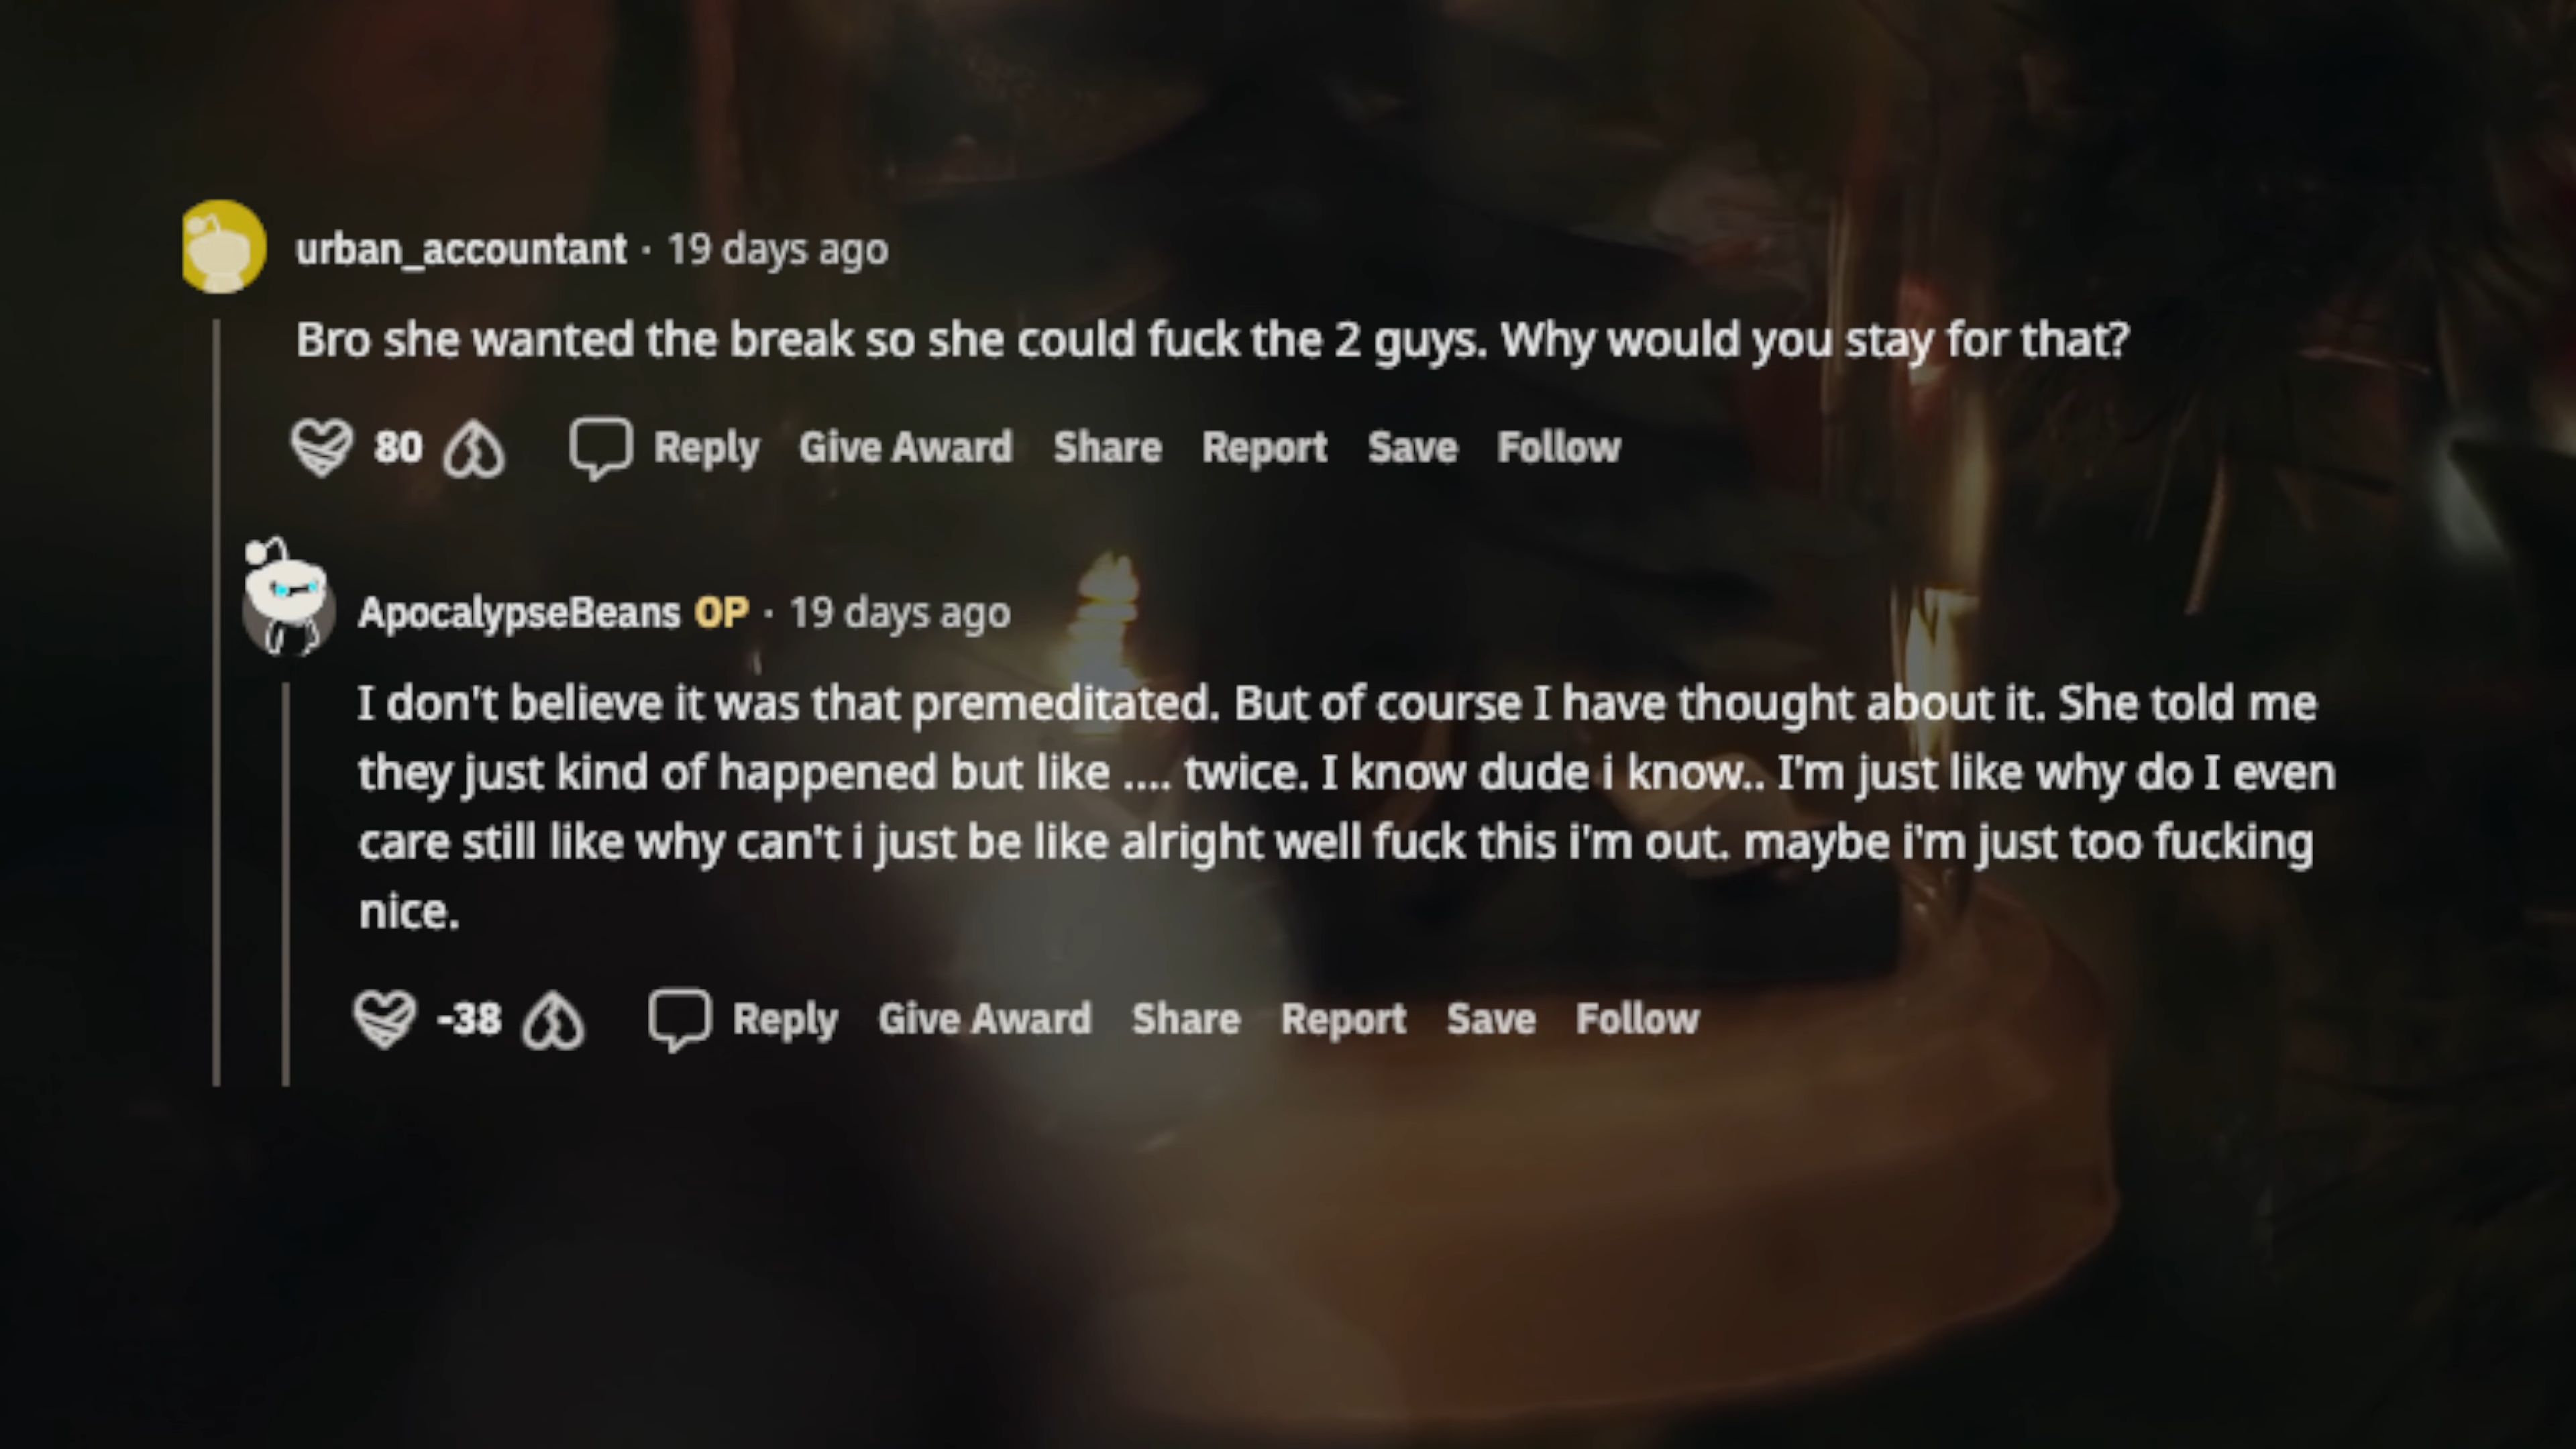 urban_accountant · 19 days ago
Bro she wanted the break so she could fuck the 2 guys. Why would you stay for that?
80 Reply Give Award Share Report Save Follow
ApocalypseBeans OP · 19 days ago
I don't believe it was that premeditated. But of course I have thought about it. She told me
they just kind of happened but like .... twice. I know dude i know.. I'm just like why do I even
care still like why can't i just be like alright well fuck this i'm out. maybe i'm just too fucking
nice.
-38 Reply Give Award Share Report Save Follow